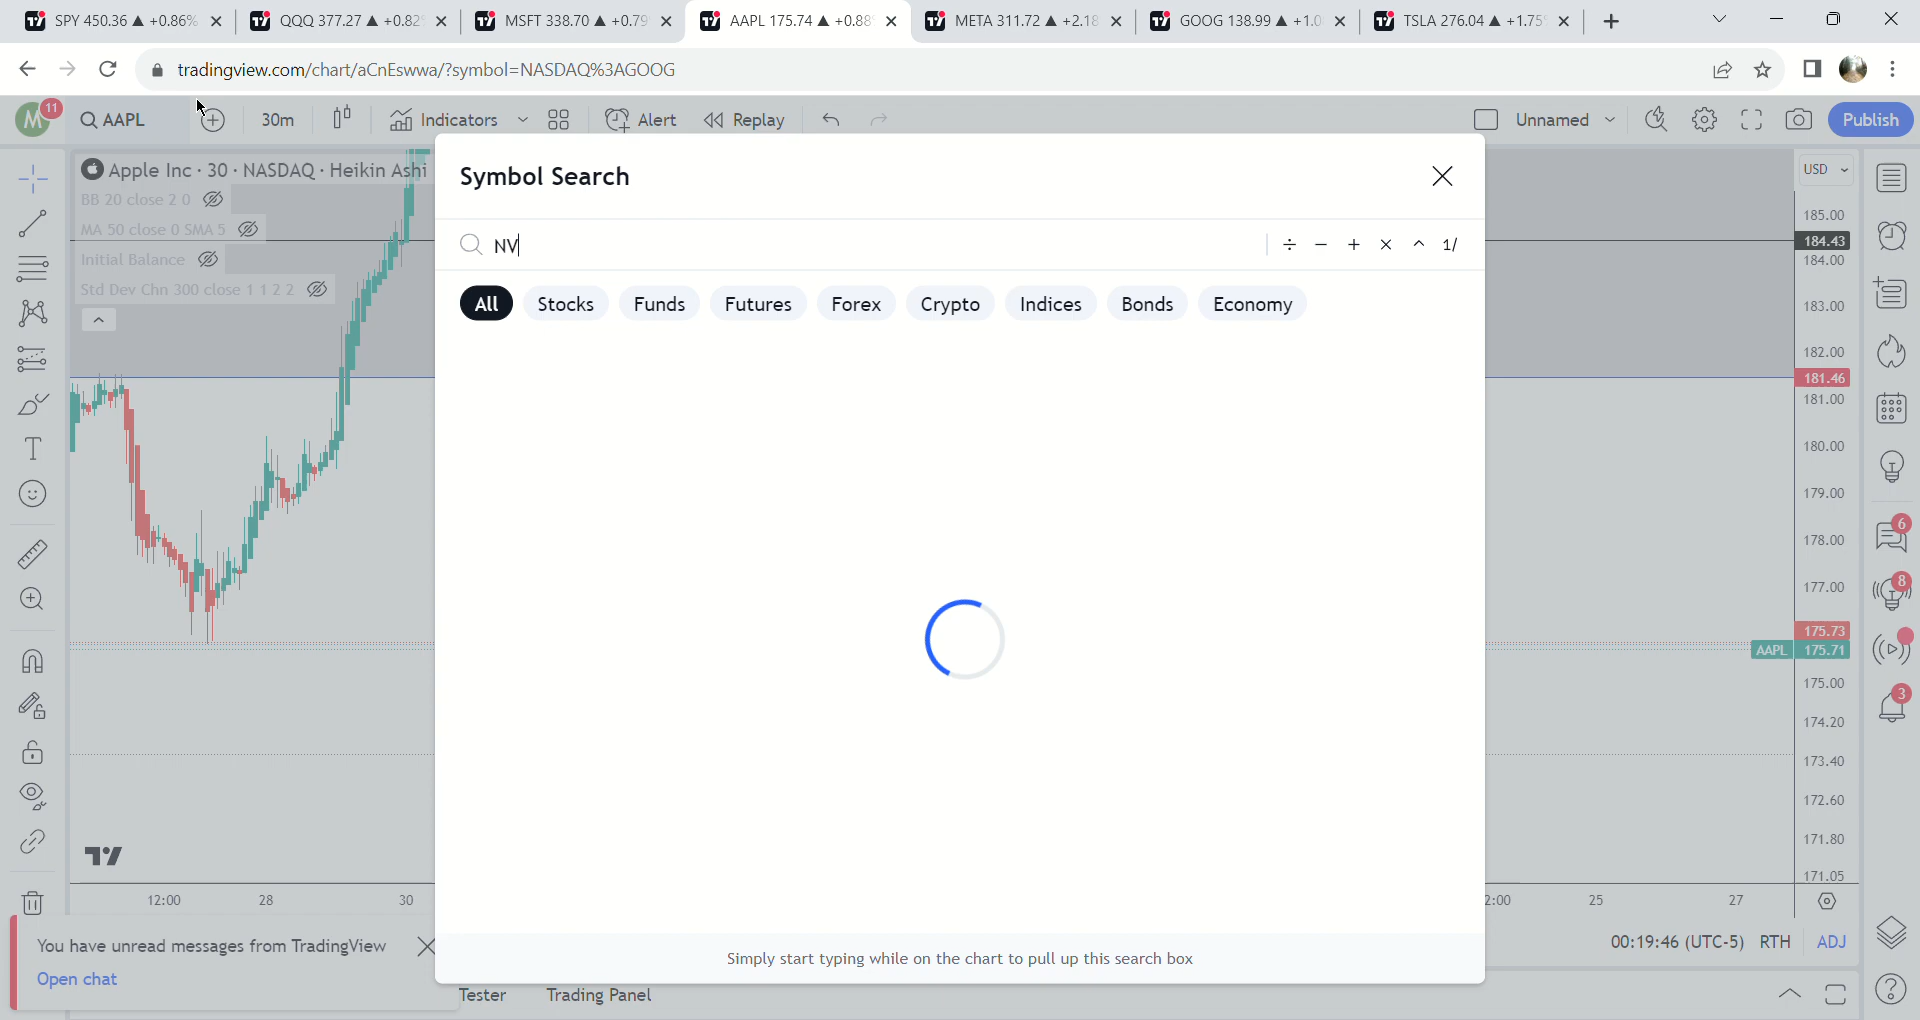 SPY 450.36 ▲ +0.86%
QQQ 377.27 ▲ +0.82
MSFT 338.70 ▲ +0.79
AAPL 175.74 ▲ +0.88
META 311.72 ▲ +2.18
GOOG 138.99 ▲ +1.0
TSLA 276.04 ▲ +1.75
tradingview.com/chart/aCnEswwa/?symbol=NASDAQ%3AGOOG
M 11
AAPL
30m
Indicators
Alert
Replay
Unnamed
Publish
Apple Inc · 30 · NASDAQ · Heikin Ashi
BB 20 close 2 0
MA 50 close 0 SMA 5
Initial Balance
Std Dev Chn 300 close 1 1 2 2
Symbol Search
NV
÷ − + × ^ 1/
All
Stocks
Funds
Futures
Forex
Crypto
Indices
Bonds
Economy
Simply start typing while on the chart to pull up this search box
USD
185.00
184.43
184.00
183.00
182.00
181.46
181.00
180.00
179.00
178.00
177.00
175.73
AAPL 175.71
175.00
174.20
173.40
172.60
171.80
171.05
6
8
3
12:00
28
30
2:00
25
27
00:19:46 (UTC-5)
RTH
ADJ
You have unread messages from TradingView
Open chat
Tester
Trading Panel